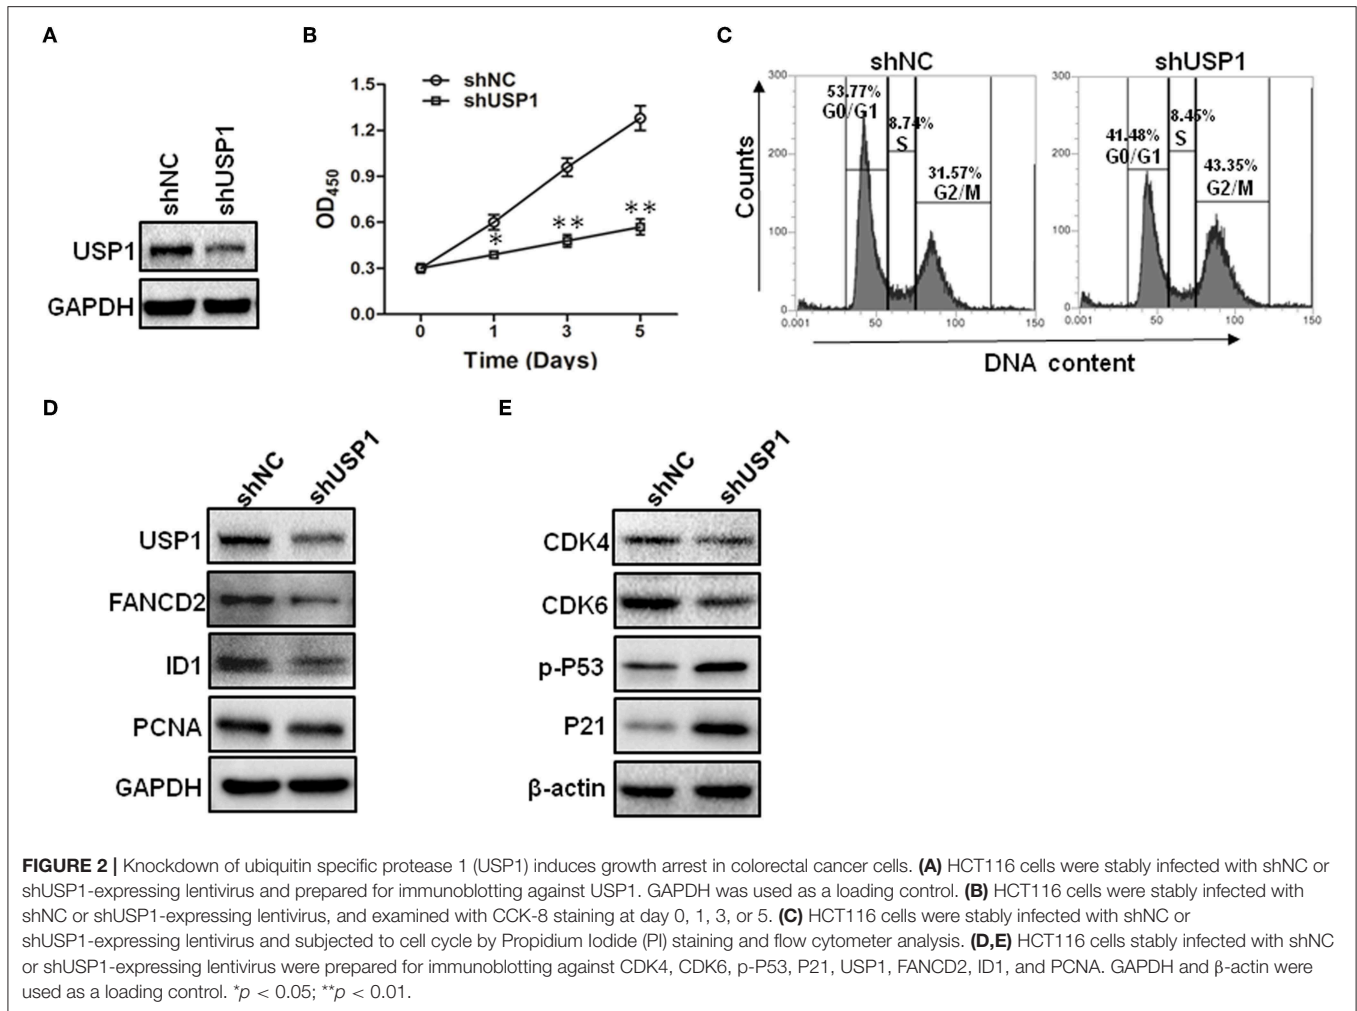 A
shNC
shUSP1
USP1
GAPDH
B
shNC
shUSP1
OD450
1.5
1.2
0.9
0.6
0.3
0.0
*
**
**
0
1
3
5
Time (Days)
C
shNC
shUSP1
Counts
300
200
100
0
53.77%
G0/G1
8.74%
S
31.57%
G2/M
0.001
50
100
150
300
200
100
0
41.48%
G0/G1
8.45%
S
43.35%
G2/M
0.001
50
100
150
DNA content
D
shNC
shUSP1
USP1
FANCD2
ID1
PCNA
GAPDH
E
shNC
shUSP1
CDK4
CDK6
p-P53
P21
β-actin
FIGURE 2 | Knockdown of ubiquitin specific protease 1 (USP1) induces growth arrest in colorectal cancer cells. (A) HCT116 cells were stably infected with shNC or
shUSP1-expressing lentivirus and prepared for immunoblotting against USP1. GAPDH was used as a loading control. (B) HCT116 cells were stably infected with
shNC or shUSP1-expressing lentivirus, and examined with CCK-8 staining at day 0, 1, 3, or 5. (C) HCT116 cells were stably infected with shNC or
shUSP1-expressing lentivirus and subjected to cell cycle by Propidium Iodide (PI) staining and flow cytometer analysis. (D,E) HCT116 cells stably infected with shNC
or shUSP1-expressing lentivirus were prepared for immunoblotting against CDK4, CDK6, p-P53, P21, USP1, FANCD2, ID1, and PCNA. GAPDH and β-actin were
used as a loading control. *p < 0.05; **p < 0.01.